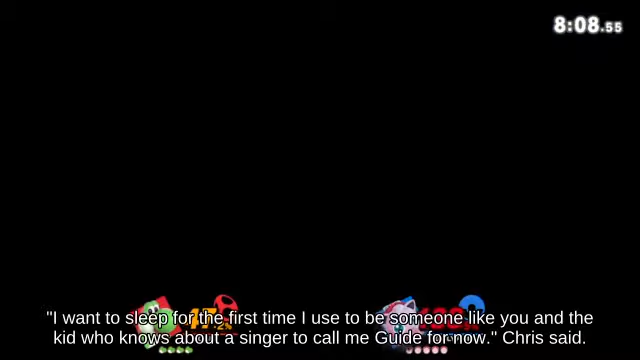 8:08.55
"I want to sleep for the first time I use to be someone like you and the
kid who knows about a singer to call me Guide for now." Chris said.